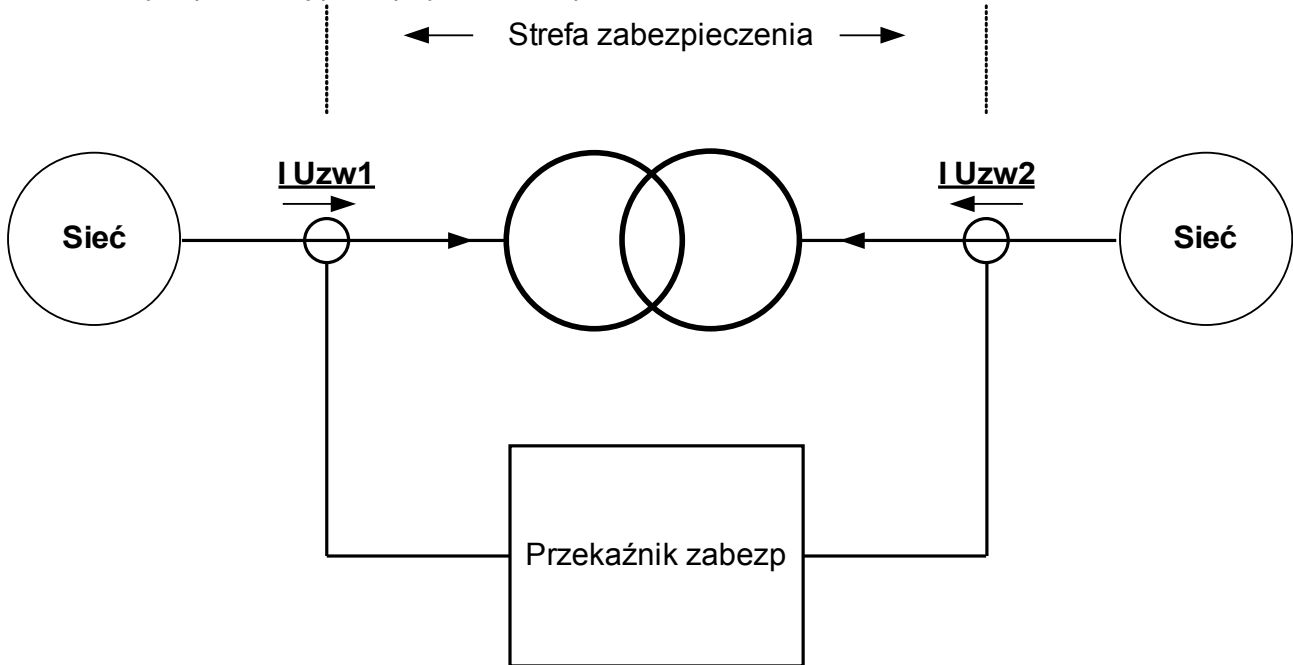 Strefa zabezpieczenia
I Uzw1
I Uzw2
Sieć
Sieć
Przekaźnik zabezp